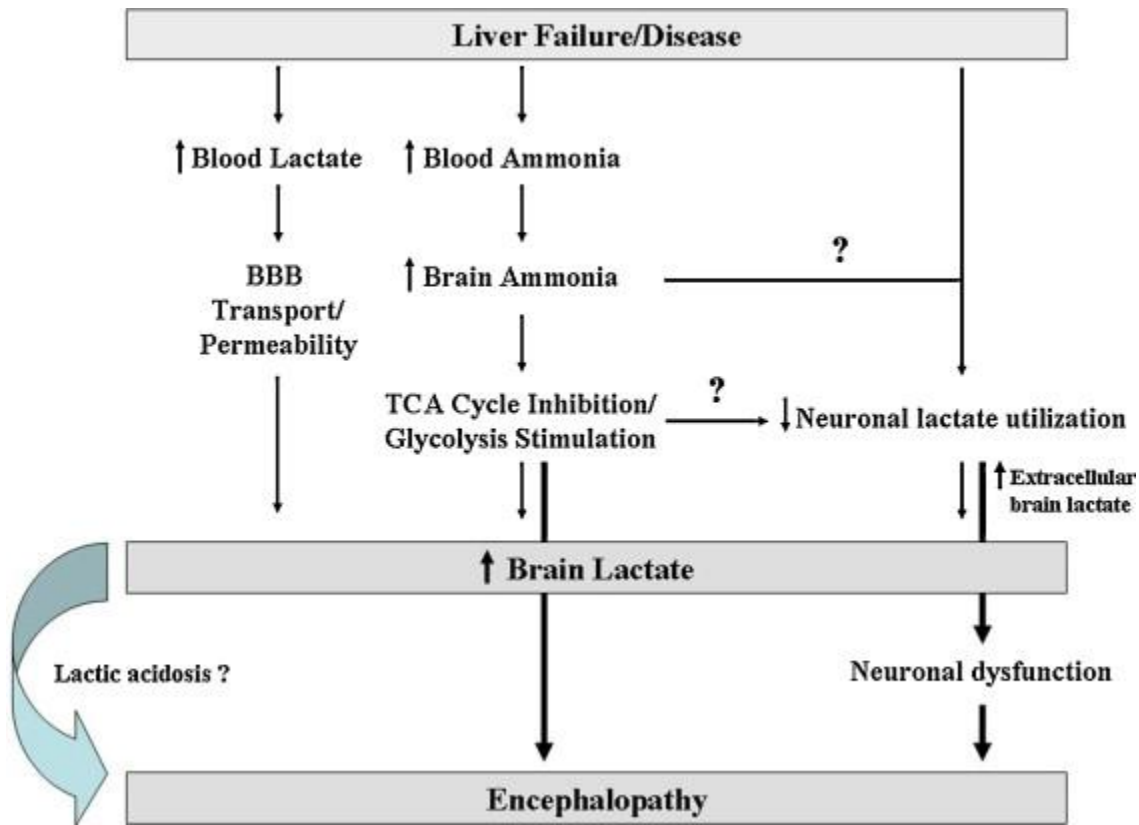 Liver Failure/Disease
↑ Blood Lactate
↑ Blood Ammonia
BBB
Transport/
Permeability
↑ Brain Ammonia
?
TCA Cycle Inhibition/
Glycolysis Stimulation
?
↓ Neuronal lactate utilization
↑ Extracellular
brain lactate
↑ Brain Lactate
Lactic acidosis ?
Neuronal dysfunction
Encephalopathy